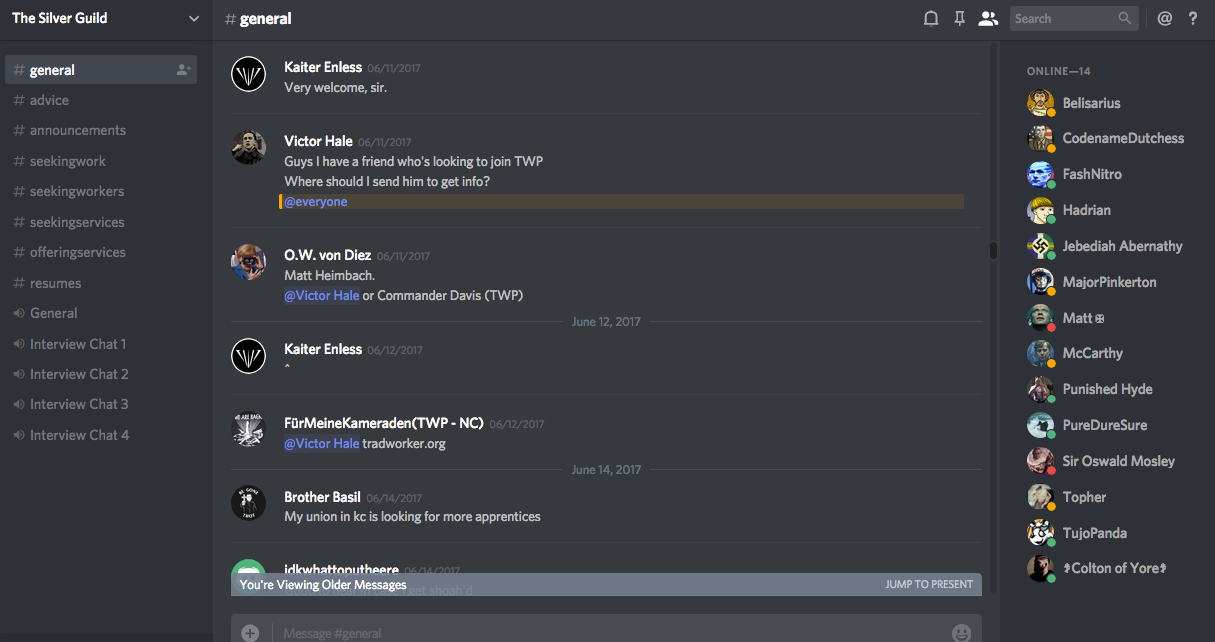 The Silver Guild
# general
Search
@
?
# general
# advice
# announcements
# seekingwork
# seekingworkers
# seekingservices
# offeringservices
# resumes
General
Interview Chat 1
Interview Chat 2
Interview Chat 3
Interview Chat 4
Kaiter Enless 06/11/2017
Very welcome, sir.
Victor Hale 06/11/2017
Guys I have a friend who's looking to join TWP
Where should I send him to get info?
@everyone
O.W. von Diez 06/11/2017
Matt Heimbach.
@Victor Hale or Commander Davis (TWP)
June 12, 2017
Kaiter Enless 06/12/2017
^
WE ARE BACK
FürMeineKameraden(TWP - NC) 06/12/2017
@Victor Hale tradworker.org
June 14, 2017
BE GONE
THOT
Brother Basil 06/14/2017
My union in kc is looking for more apprentices
idkwhattoputheere 06/14/2017
get shoah'd
You're Viewing Older Messages
JUMP TO PRESENT
Message #general
ONLINE—14
Belisarius
CodenameDutchess
FashNitro
Hadrian
Jebediah Abernathy
MajorPinkerton
Matt
McCarthy
Punished Hyde
PureDureSure
Sir Oswald Mosley
Topher
TujoPanda
Colton of Yore